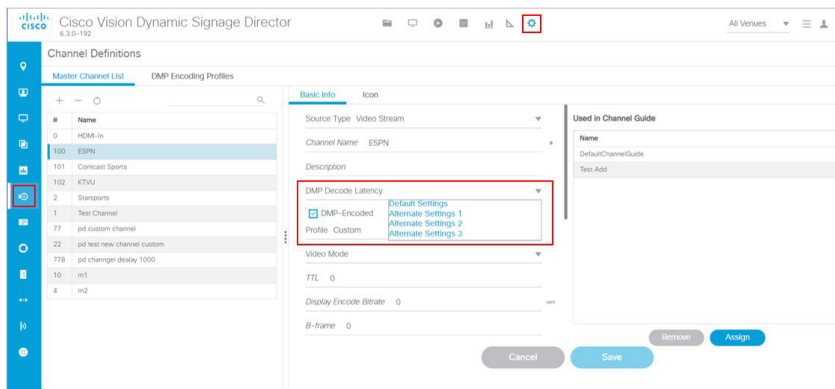 CISCO
Cisco Vision Dynamic Signage Director
6.3.0-192
All Venues
Channel Definitions
Master Channel List
DMP Encoding Profiles
# Name
0 HDMI-In
100 ESPN
101 Comcast Sports
102 KTVU
2 Starsports
1 Test Channel
77 pd custom channel
22 pd test new channel custom
778 pd channgel dealay 1000
10 m1
4 m2
Basic Info
Icon
Source Type Video Stream
Channel Name ESPN
*
Description
DMP Decode Latency
Default Settings
Alternate Settings 1
Alternate Settings 2
Alternate Settings 3
DMP-Encoded
Profile Custom
Video Mode
TTL 0
Display Encode Bitrate 0
B-frame 0
Cancel
Save
Used in Channel Guide
Name
DefaultChannelGuide
Test Add
Remove
Assign